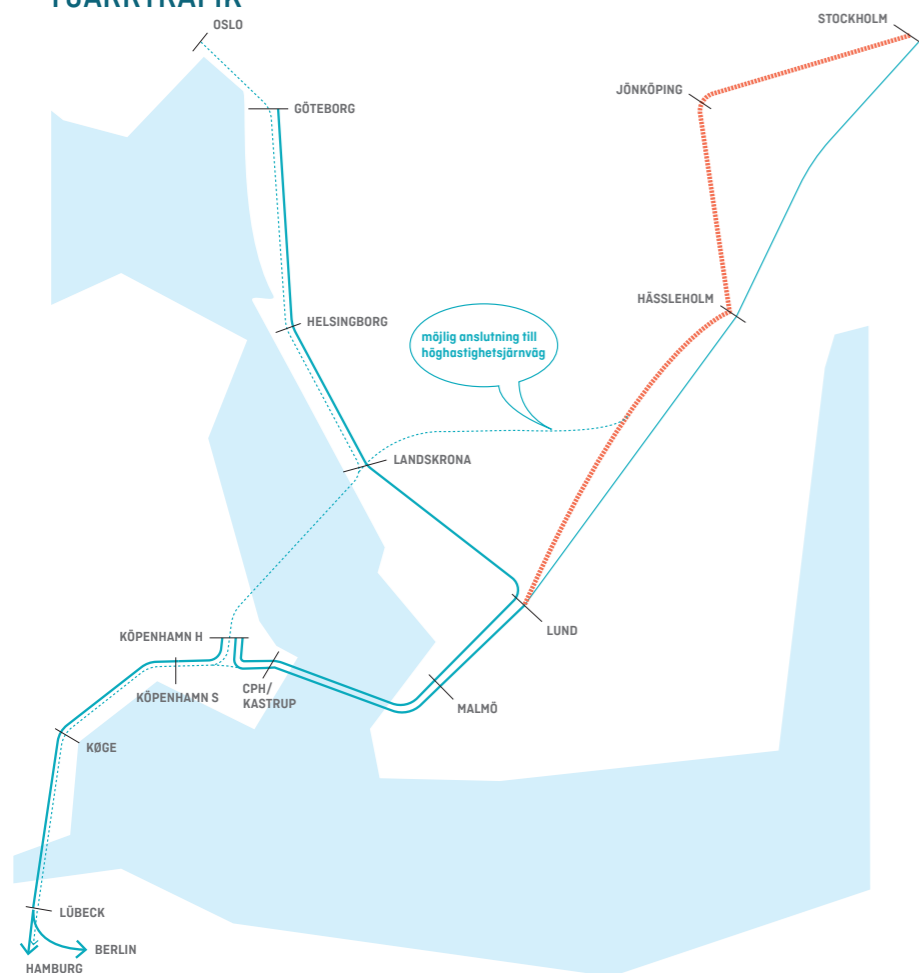 FJÄRRTRAFIK
OSLO
STOCKHOLM
JÖNKÖPING
GÖTEBORG
HÄSSLEHOLM
HELSINGBORG
möjlig anslutning till
höghastighetsjärnväg
LANDSKRONA
LUND
KÖPENHAMN H
KÖPENHAMN S
CPH/
KASTRUP
MALMÖ
KØGE
LÜBECK
BERLIN
HAMBURG